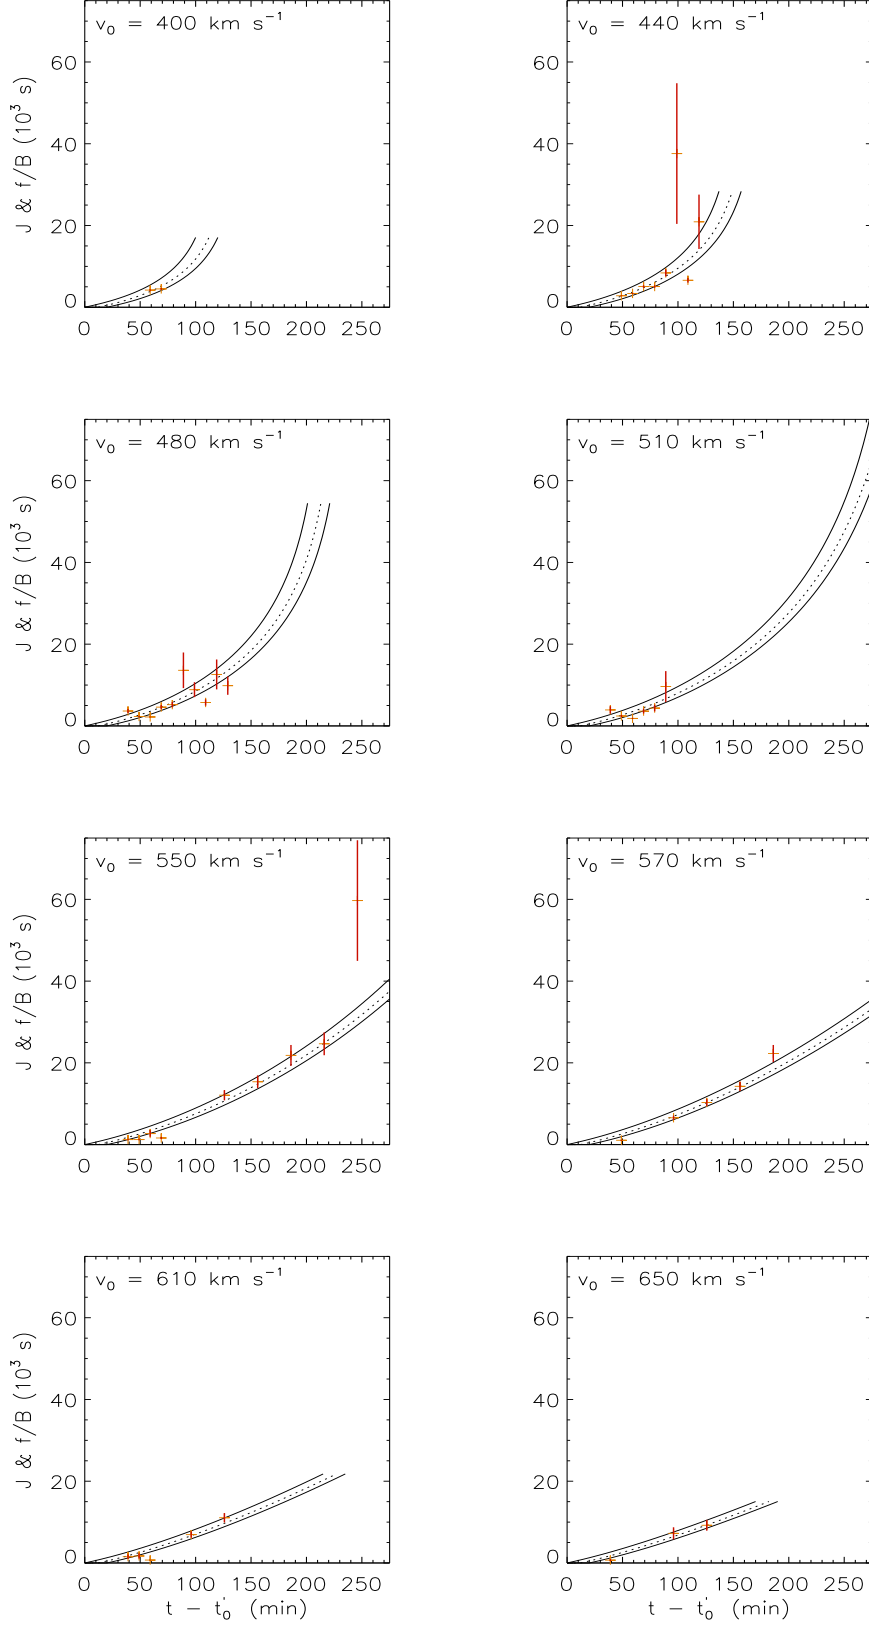 v₀ = 400 km s⁻¹
v₀ = 440 km s⁻¹
60
40
20
0
J & f/B (10³ s)
0 50 100 150 200 250
60
40
20
0
0 50 100 150 200 250
v₀ = 480 km s⁻¹
v₀ = 510 km s⁻¹
60
40
20
0
J & f/B (10³ s)
0 50 100 150 200 250
60
40
20
0
0 50 100 150 200 250
v₀ = 550 km s⁻¹
v₀ = 570 km s⁻¹
60
40
20
0
J & f/B (10³ s)
0 50 100 150 200 250
60
40
20
0
0 50 100 150 200 250
v₀ = 610 km s⁻¹
v₀ = 650 km s⁻¹
60
40
20
0
J & f/B (10³ s)
0 50 100 150 200 250
t − t₀' (min)
60
40
20
0
0 50 100 150 200 250
t − t₀' (min)